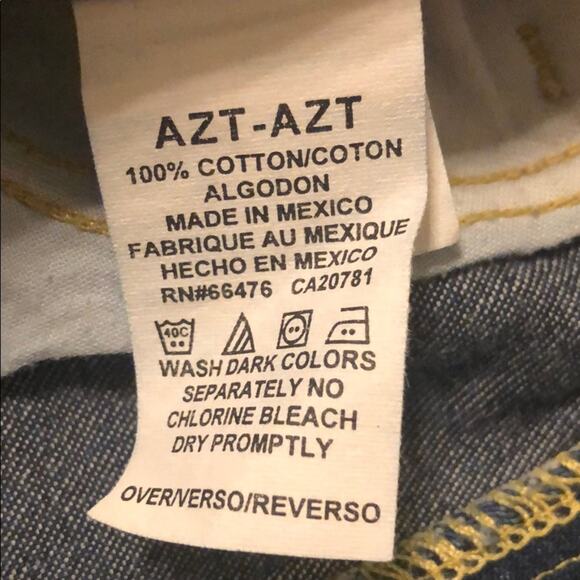 AZT-AZT
100% COTTON/COTON
ALGODON
MADE IN MEXICO
FABRIQUE AU MEXIQUE
HECHO EN MEXICO
RN#66476 CA20781
40C
WASH DARK COLORS
SEPARATELY NO
CHLORINE BLEACH
DRY PROMPTLY
OVER/VERSO/REVERSO